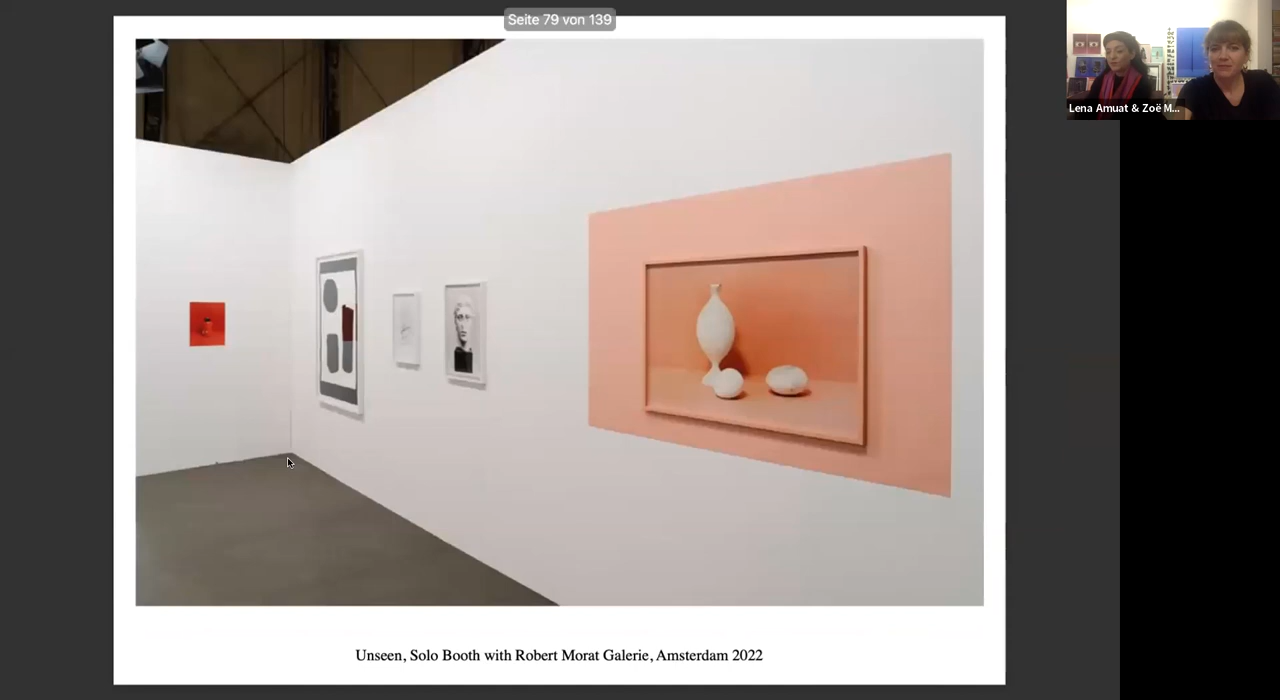 Seite 79 von 139
Lena Amuat & Zoë M...
Unseen, Solo Booth with Robert Morat Galerie, Amsterdam 2022